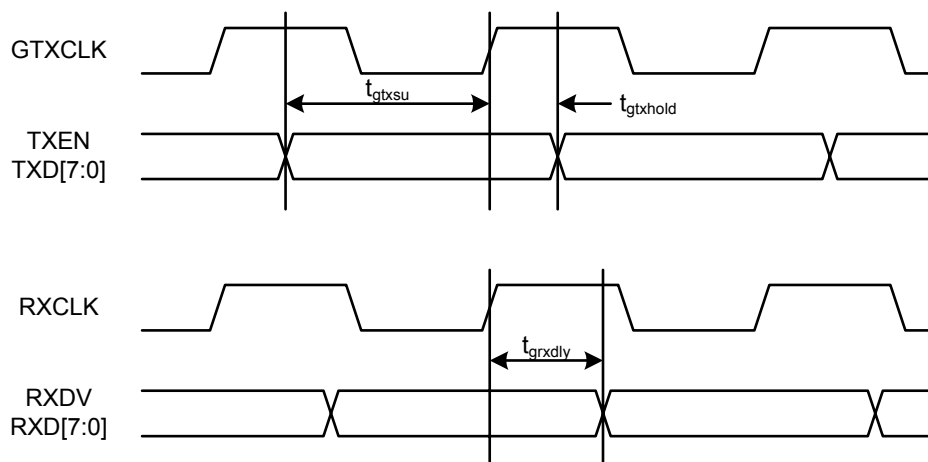 GTXCLK
t_gtxsu
t_gtxhold
TXEN
TXD[7:0]
RXCLK
t_grxdly
RXDV
RXD[7:0]